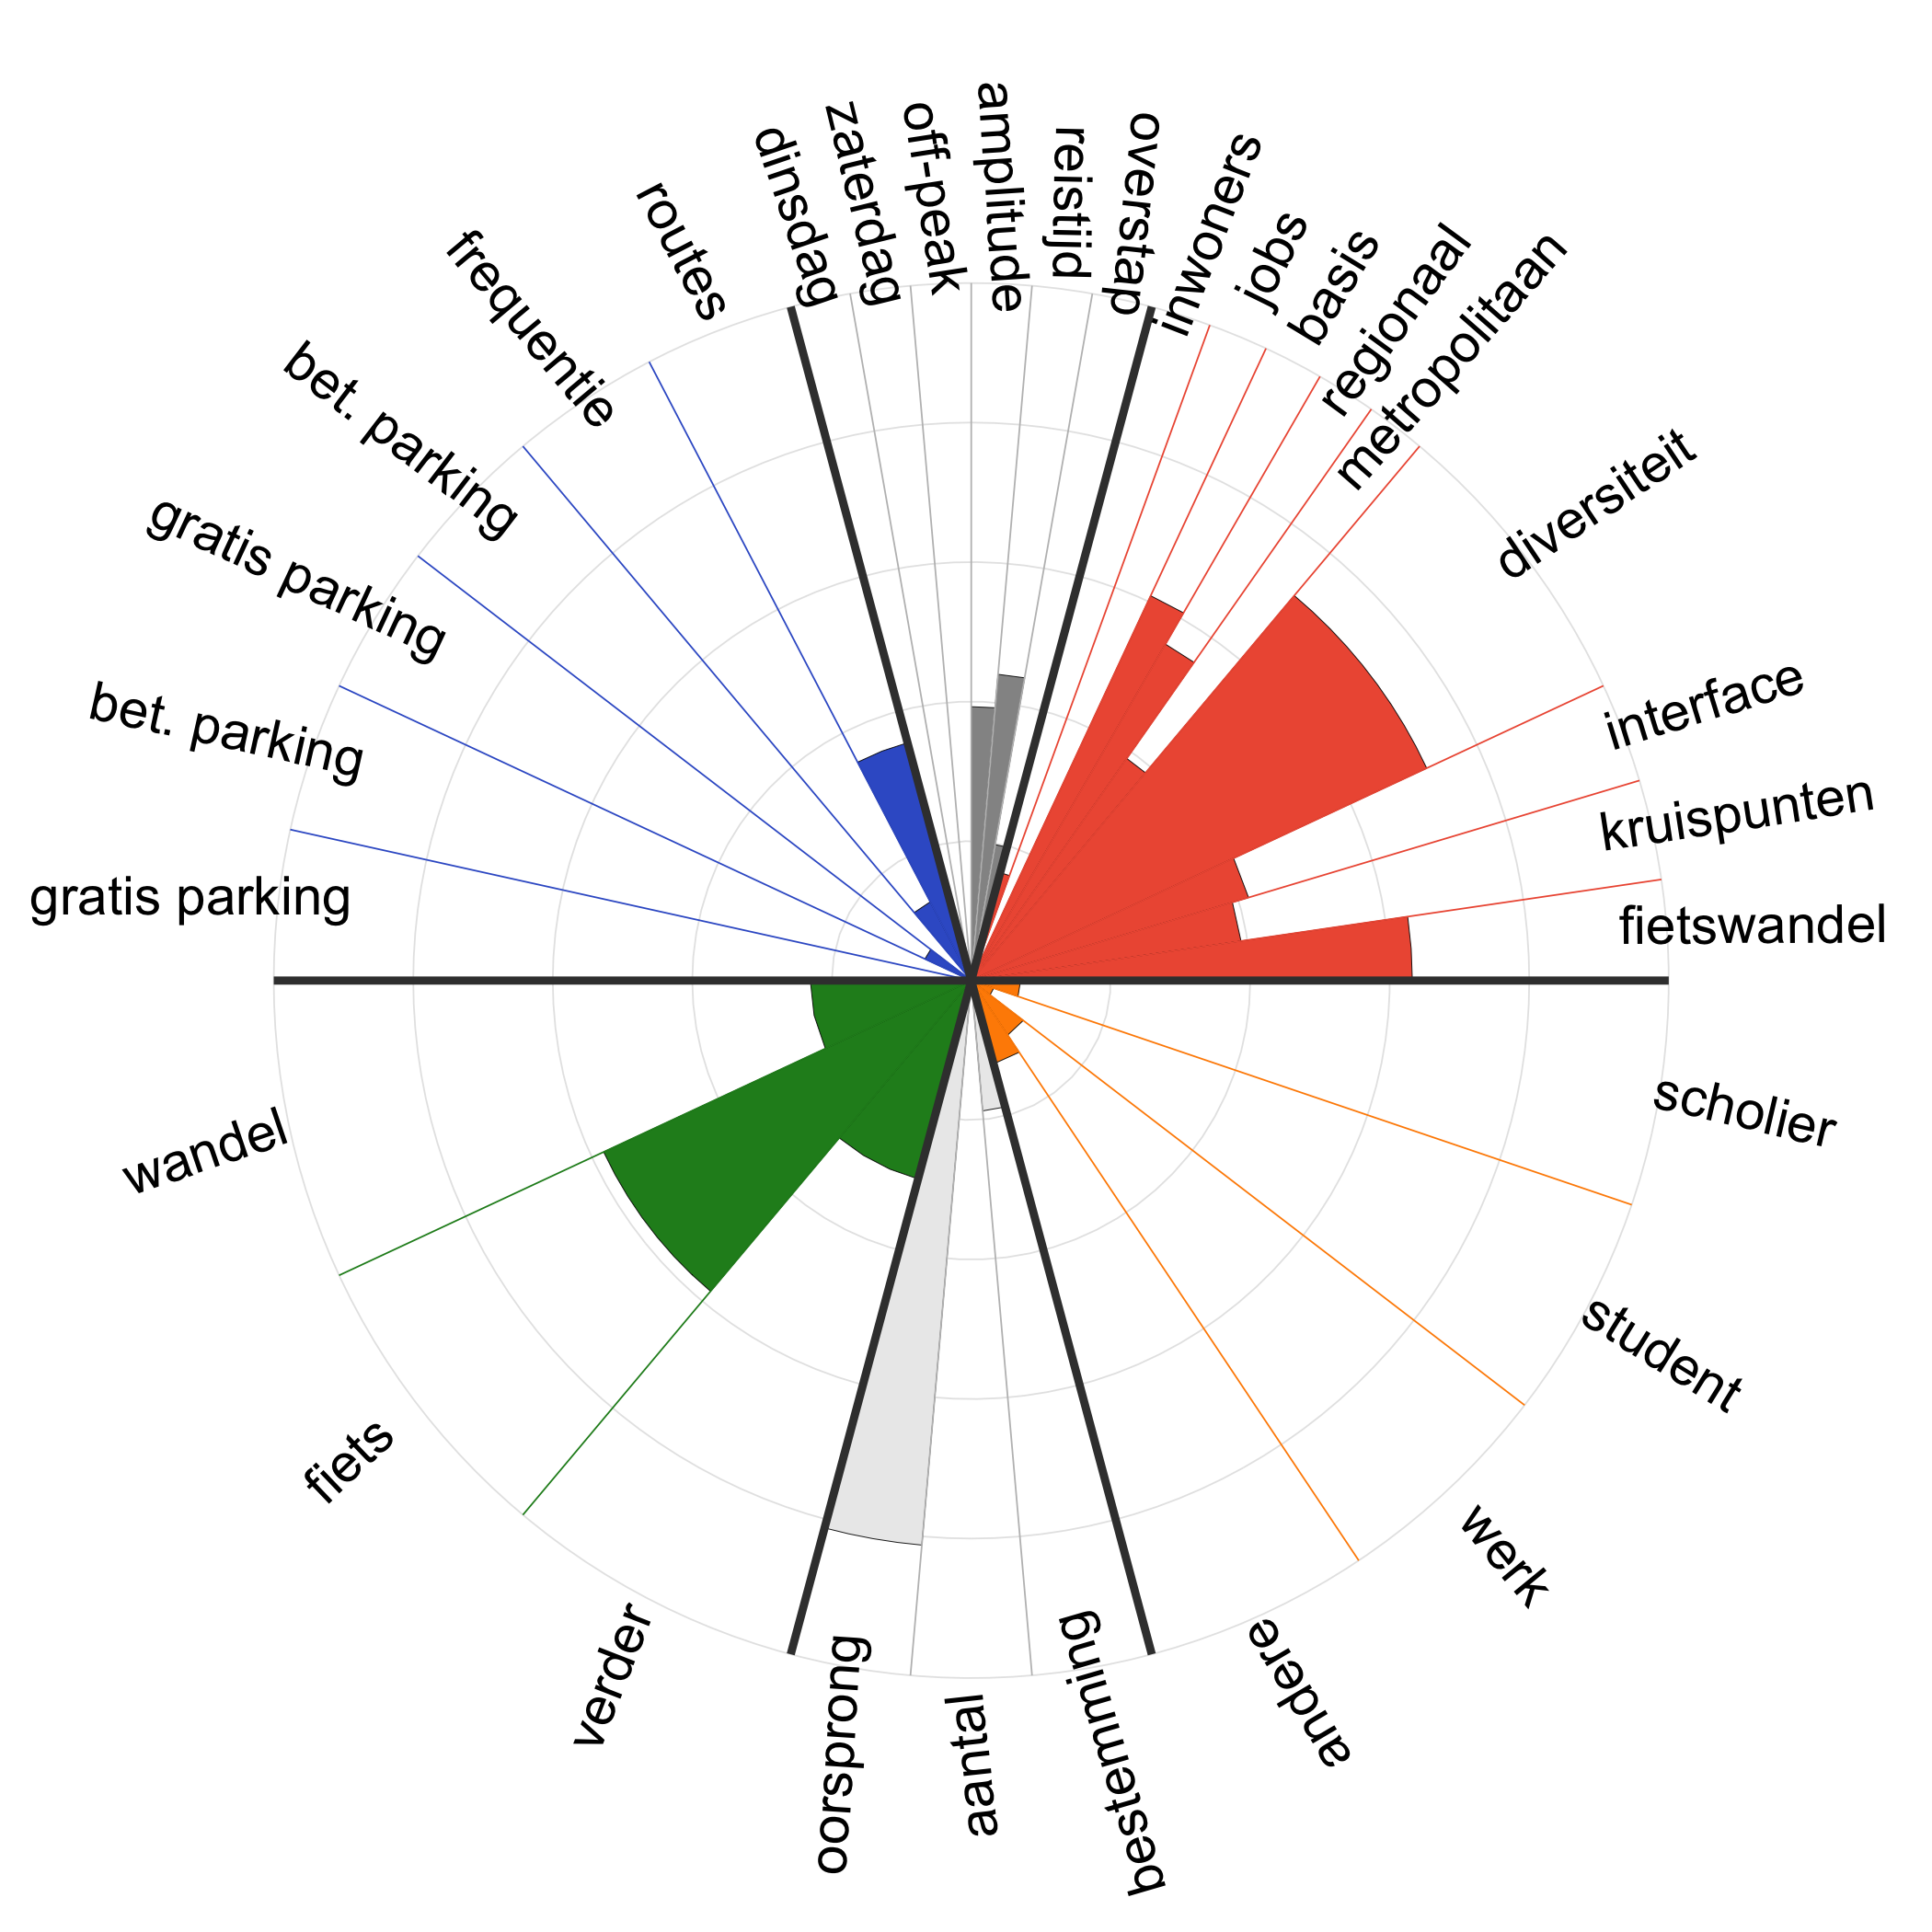 dinsdag
zaterdag
off-peak
amplitude
reistijd
overstap
inwoners
jobs
basis
regionaal
metropolitaan
diversiteit
interface
kruispunten
fietswandel
scholier
student
werk
andere
bestemming
aantal
oorsprong
verder
fiets
wandel
gratis parking
bet. parking
gratis parking
bet. parking
frequentie
routes